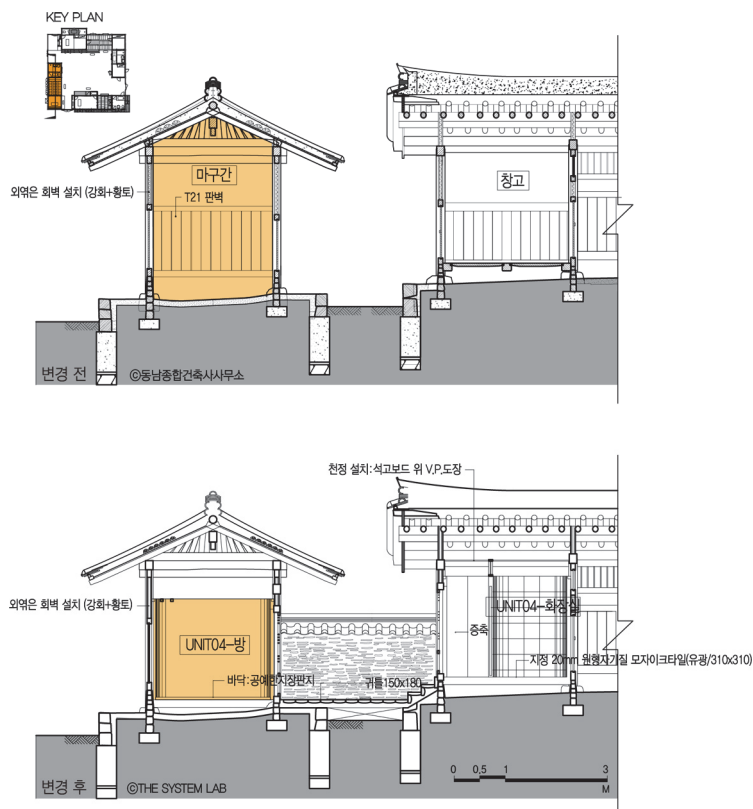 KEY PLAN
마구간
창고
외엮은 회벽 설치 (강회+황토)
T21 판벽
변경 전
©동남종합건축사사무소
천정 설치:석고보드 위 V.P.도장
외엮은 회벽 설치 (강회+황토)
UNIT04-방
UNIT04-화장실
증축
지정 20mm 원형자기질 모자이크타일(유광/310x310)
바닥:공예한지장판지
귀틀150x180
변경 후
©THE SYSTEM LAB
0 0,5 1 3
M